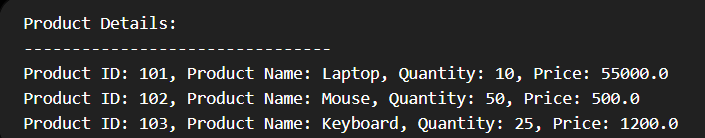 Product Details:
--------------------------------
Product ID: 101, Product Name: Laptop, Quantity: 10, Price: 55000.0
Product ID: 102, Product Name: Mouse, Quantity: 50, Price: 500.0
Product ID: 103, Product Name: Keyboard, Quantity: 25, Price: 1200.0